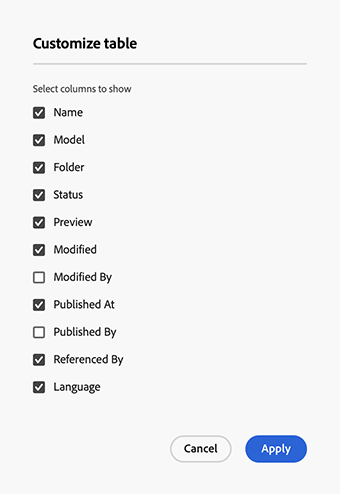 Customize table
Select columns to show
Name
Model
Folder
Status
Preview
Modified
Modified By
Published At
Published By
Referenced By
Language
Cancel
Apply